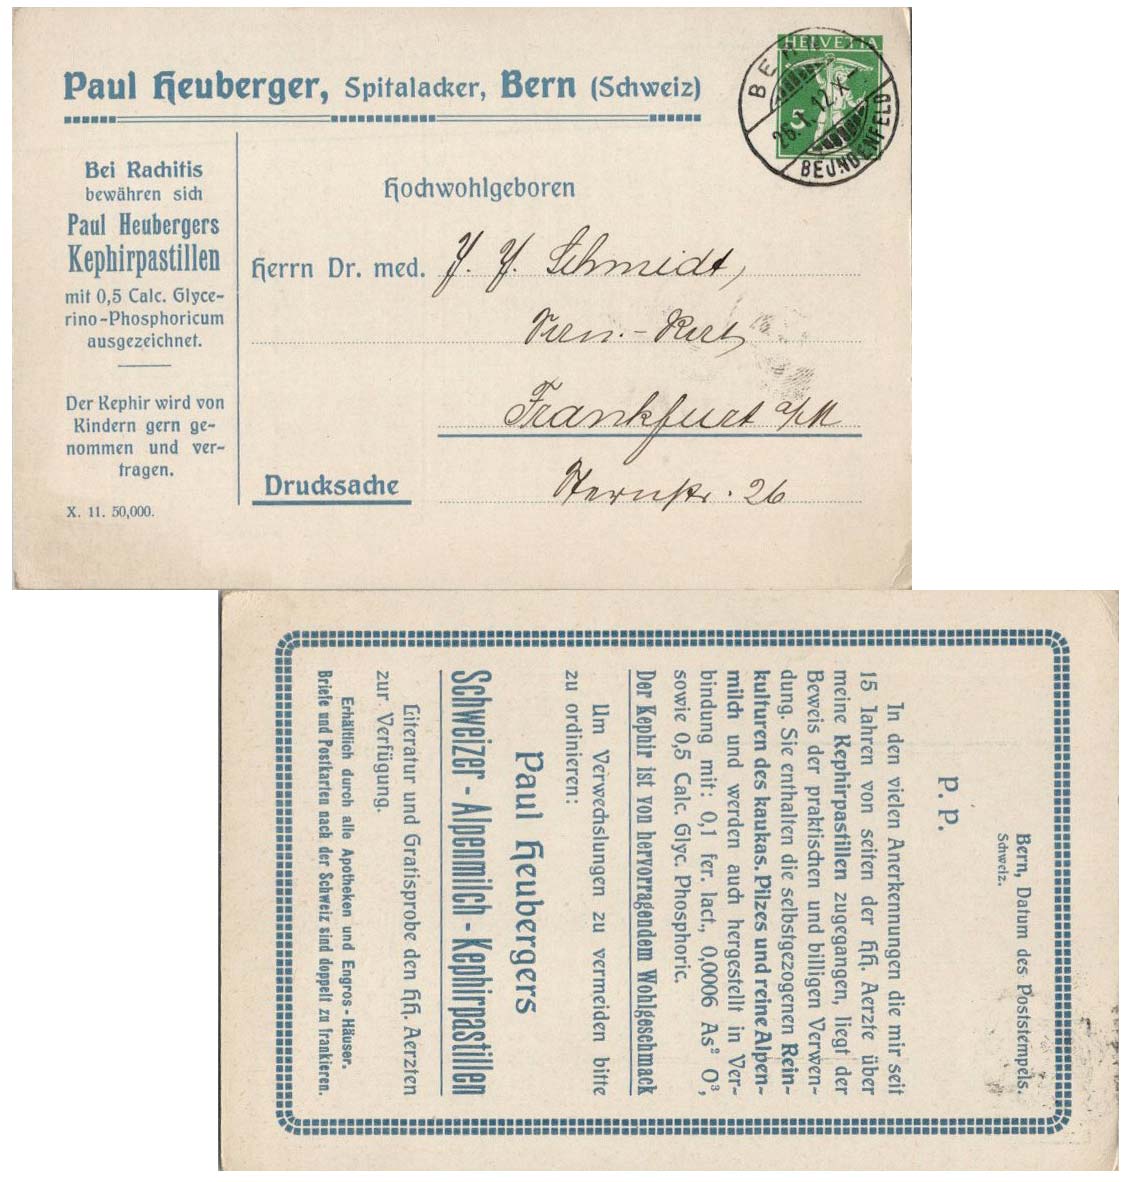 Paul Heuberger, Spitalacker, Bern (Schweiz)
HELVETIA
5
BERN
26.I.12.X
BEUNDENFELD
Bei Rachitis
bewähren sich
Paul Heubergers
Kephirpastillen
mit 0,5 Calc. Glyce-
rino-Phosphoricum
ausgezeichnet.
Der Kephir wird von
Kindern gern ge-
nommen und ver-
tragen.
X. 11. 50,000.
Hochwohlgeboren
Herrn Dr. med. J. J. Schmidt,
Frankfurt a/M
Drucksache
Sternstr. 26
Bern, Datum des Poststempels.
Schweiz.
P. P.
In den vielen Anerkennungen die mir seit
15 Jahren von seiten der HH. Aerzte über
meine Kephirpastillen zugegangen, liegt der
Beweis der praktischen und billigen Verwen-
dung. Sie enthalten die selbstgezogenen Rein-
kulturen des kaukas. Pilzes und reine Alpen-
milch und werden auch hergestellt in Ver-
bindung mit: 0,1 fer. lact., 0,0006 As² O³,
sowie 0,5 Calc. Glyc. Phosphoric.
Der Kephir ist von hervorragendem Wohlgeschmack
Um Verwechslungen zu vermeiden bitte
zu ordinieren:
Paul Heubergers
Schweizer-Alpenmilch-Kephirpastillen
Literatur und Gratisprobe den HH. Aerzten
zur Verfügung.
Erhältlich durch alle Apotheken und Engros-Häuser.
Briefe und Postkarten nach der Schweiz sind doppelt zu frankieren.